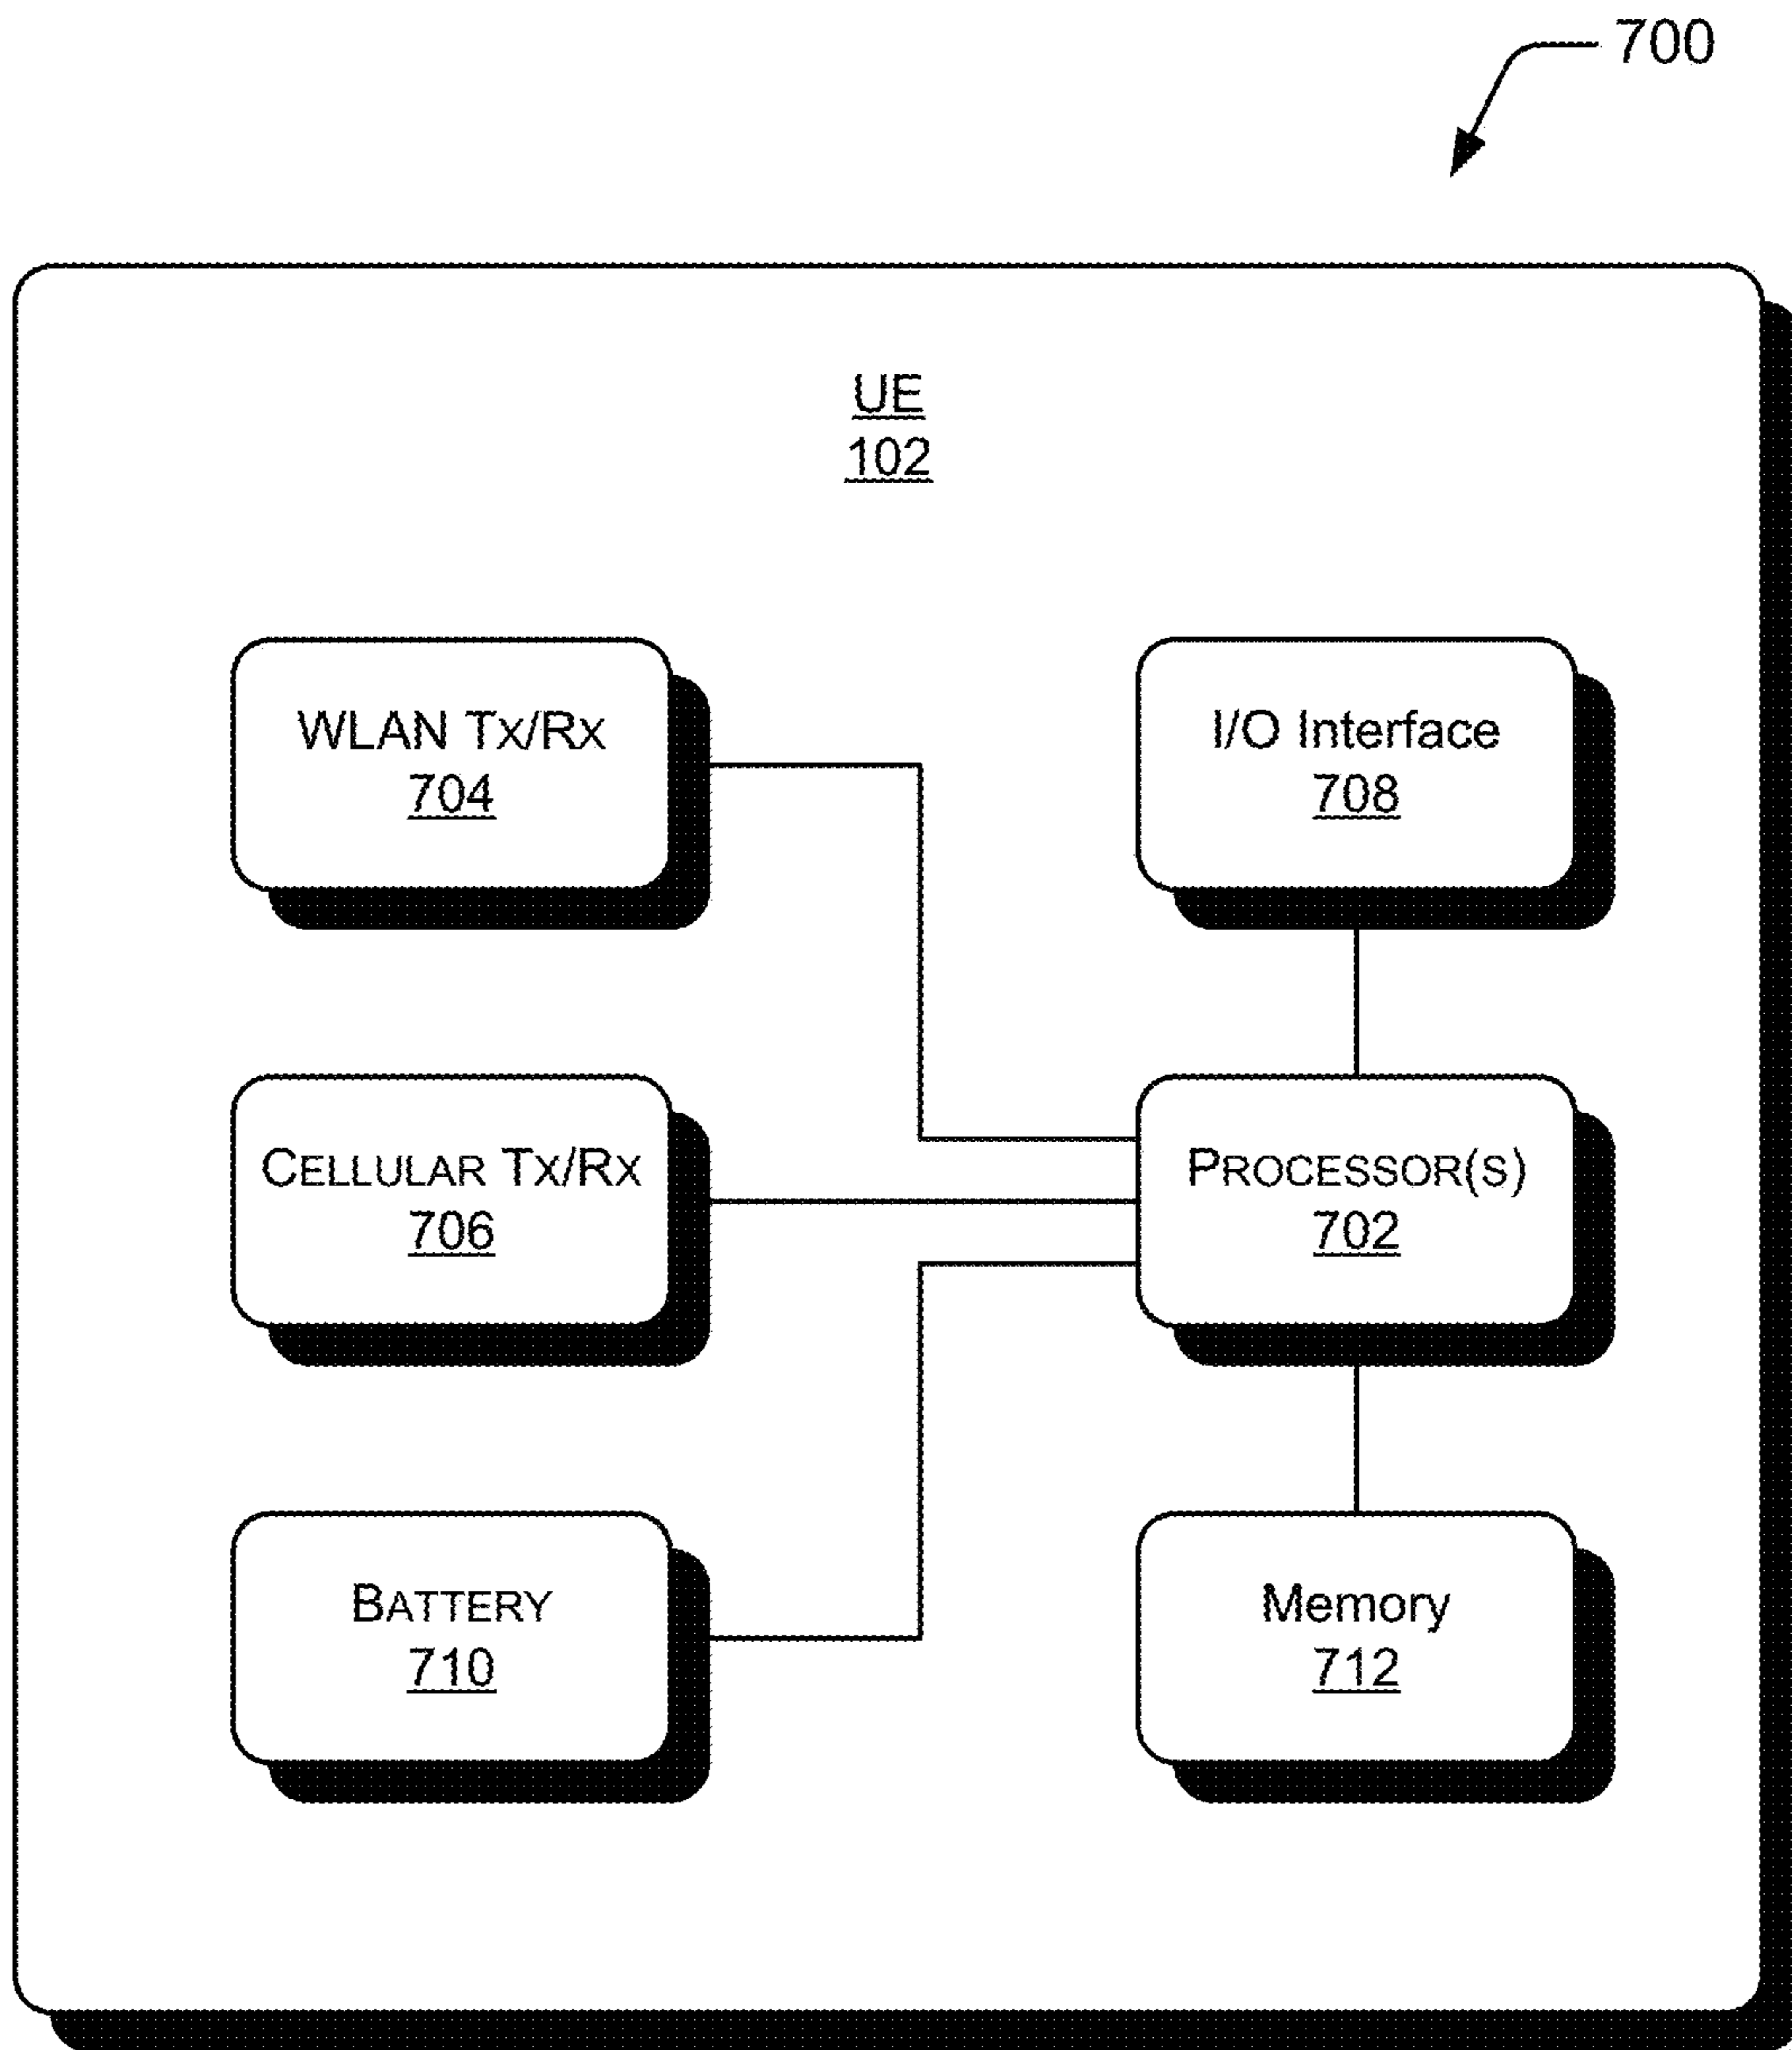 700
UE
102
WLAN Tx/Rx
704
I/O Interface
708
CELLULAR TX/RX
706
PROCESSOR(S)
702
BATTERY
710
Memory
712